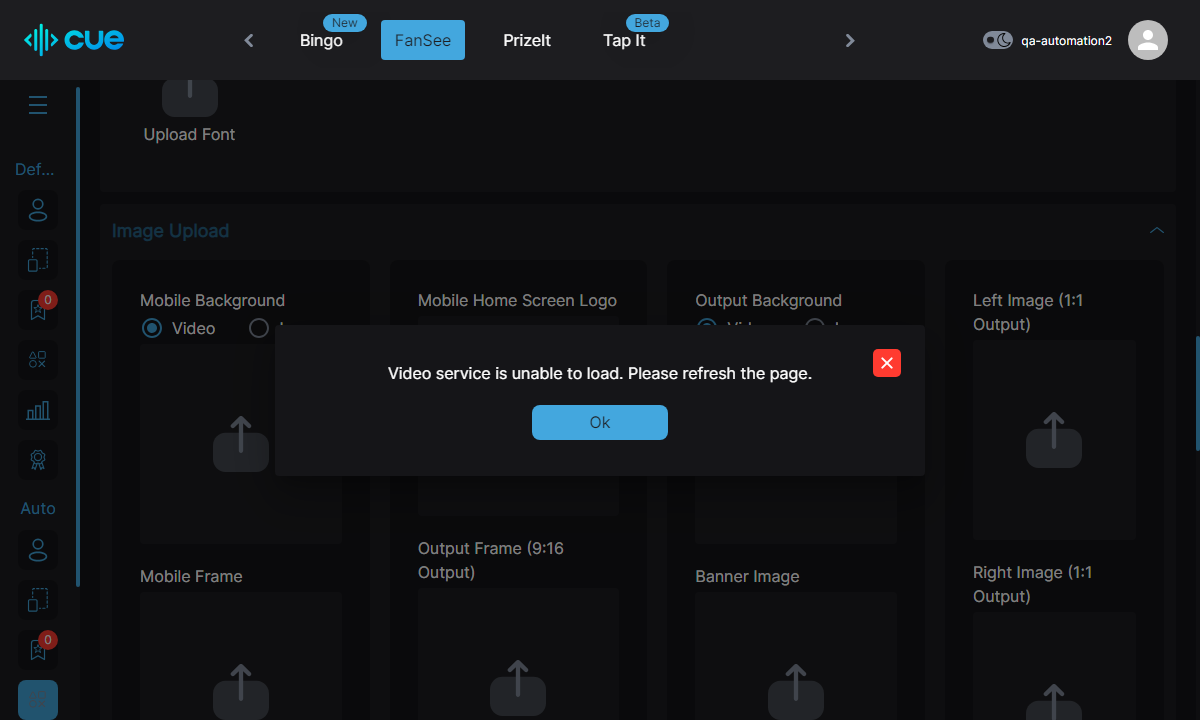 cue
New
Bingo
FanSee
PrizeIt
Beta
Tap It
qa-automation2
Upload Font
Def...
Image Upload
Mobile Background
Video
Mobile Home Screen Logo
Output Background
Left Image (1:1
Output)
0
Video service is unable to load. Please refresh the page.
Ok
Auto
Mobile Frame
Output Frame (9:16
Output)
Banner Image
Right Image (1:1
Output)
0